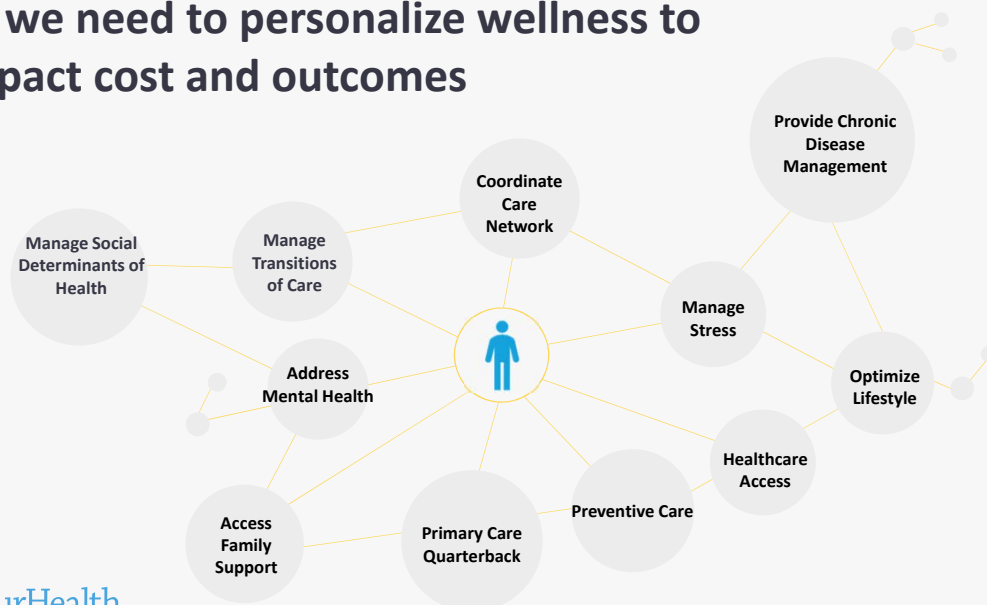 we need to personalize wellness to
pact cost and outcomes
Provide Chronic
Disease
Management
Coordinate
Care
Network
Manage Social
Determinants of
Health
Manage
Transitions
of Care
Manage
Stress
Address
Mental Health
Optimize
Lifestyle
Healthcare
Access
Preventive Care
Access
Family
Support
Primary Care
Quarterback
urHealth